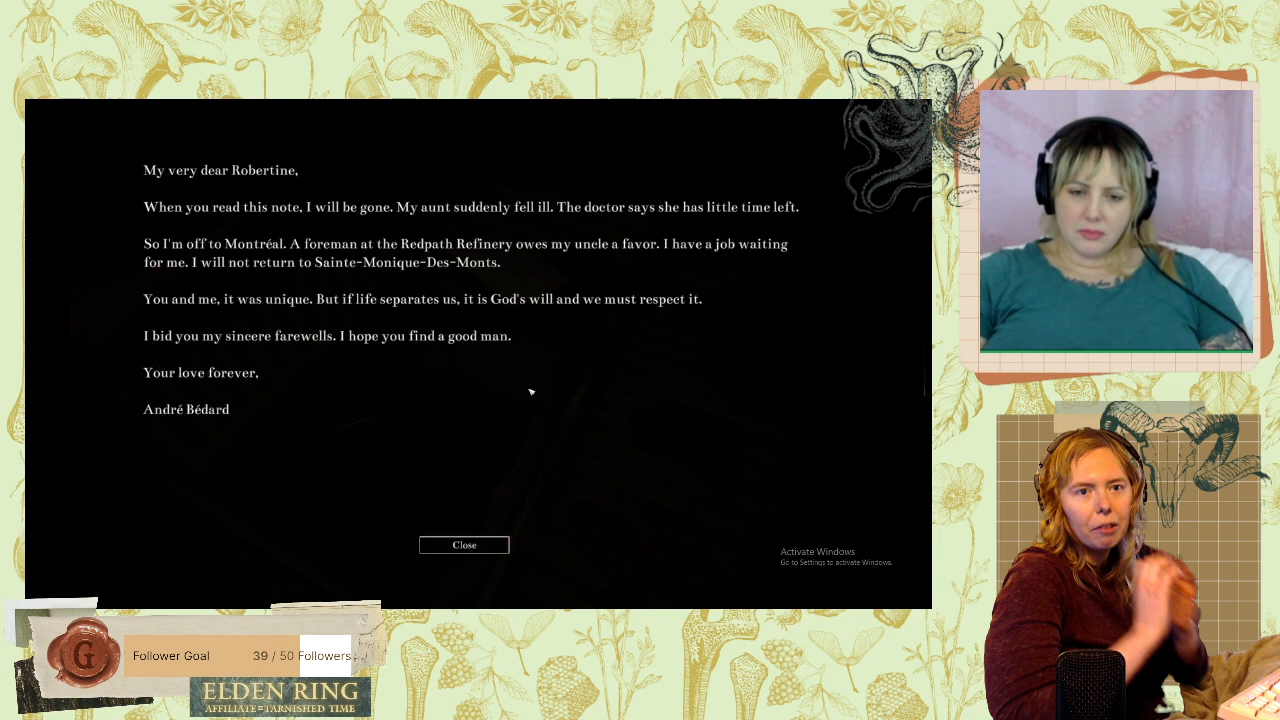 My very dear Robertine,
When you read this note, I will be gone. My aunt suddenly fell ill. The doctor says she has little time left.
So I'm off to Montréal. A foreman at the Redpath Refinery owes my uncle a favor. I have a job waiting
for me. I will not return to Sainte-Monique-Des-Monts.
You and me, it was unique. But if life separates us, it is God's will and we must respect it.
I bid you my sincere farewells. I hope you find a good man.
Your love forever,
André Bédard
Close
Activate Windows
Go to Settings to activate Windows.
G
Follower Goal 39 / 50 Followers
ELDEN RING
AFFILIATE=TARNISHED TIME